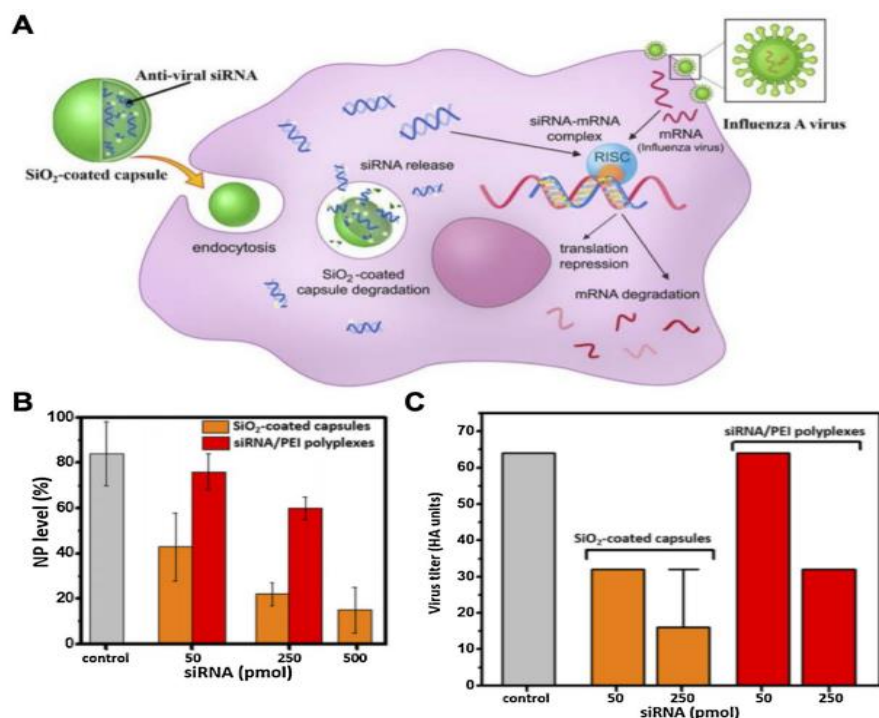 A
Anti-viral siRNA
SiO₂-coated capsule
endocytosis
siRNA release
SiO₂-coated
capsule degradation
siRNA-mRNA
complex
RISC
mRNA
(Influenza virus)
Influenza A virus
translation
repression
mRNA degradation
B
SiO₂-coated capsules
siRNA/PEI polyplexes
NP level (%)
100
80
60
40
20
0
control
50
250
500
siRNA (pmol)
C
siRNA/PEI polyplexes
SiO₂-coated capsules
Virus titer (HA units)
70
60
50
40
30
20
10
0
control
50
250
50
250
siRNA (pmol)